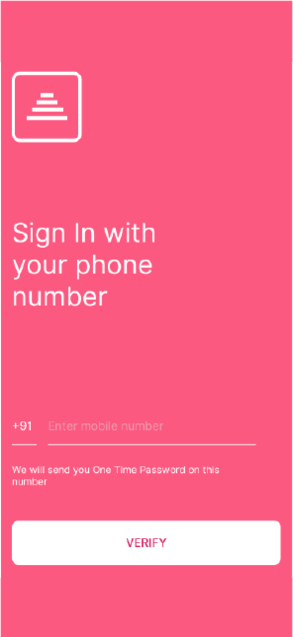 Sign In with
your phone
number
+91 Enter mobile number
We will send you One Time Password on this
number
VERIFY